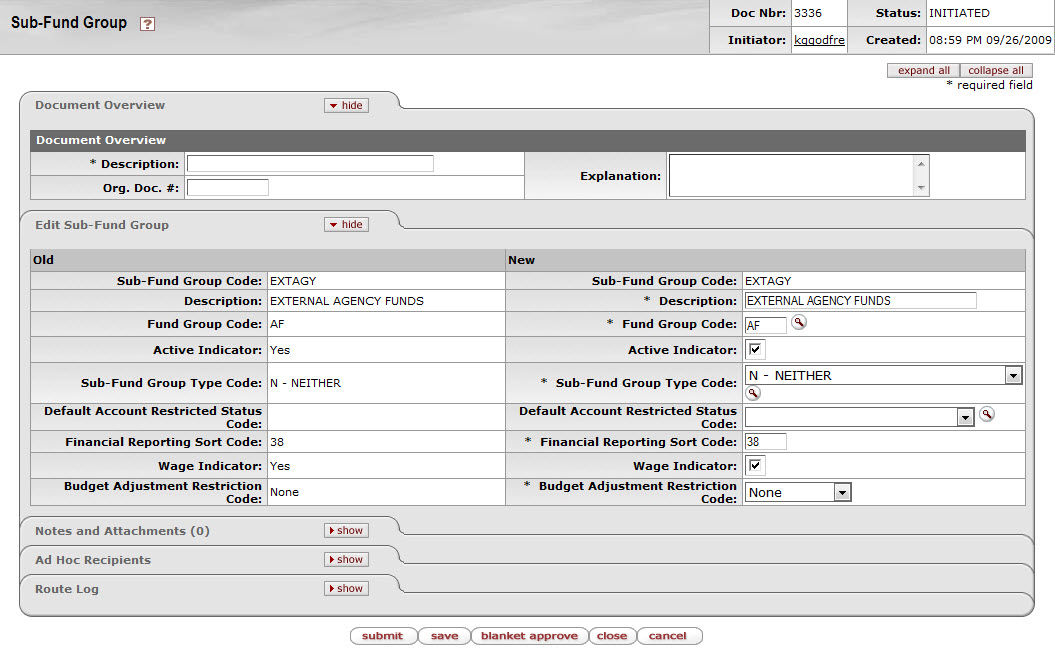 Sub-Fund Group ?
Doc Nbr: 3336 Status: INITIATED
Initiator: kggodfre Created: 08:59 PM 09/26/2009
expand all collapse all
* required field
Document Overview hide
Document Overview
* Description:
Explanation:
Org. Doc. #:
Edit Sub-Fund Group hide
Old New
Sub-Fund Group Code: EXTAGY Sub-Fund Group Code: EXTAGY
Description: EXTERNAL AGENCY FUNDS * Description: EXTERNAL AGENCY FUNDS
Fund Group Code: AF * Fund Group Code: AF
Active Indicator: Yes Active Indicator:
Sub-Fund Group Type Code: N - NEITHER * Sub-Fund Group Type Code: N - NEITHER
Default Account Restricted Status Code: Default Account Restricted Status Code:
Financial Reporting Sort Code: 38 * Financial Reporting Sort Code: 38
Wage Indicator: Yes Wage Indicator:
Budget Adjustment Restriction Code: None * Budget Adjustment Restriction Code: None
Notes and Attachments (0) show
Ad Hoc Recipients show
Route Log show
submit save blanket approve close cancel